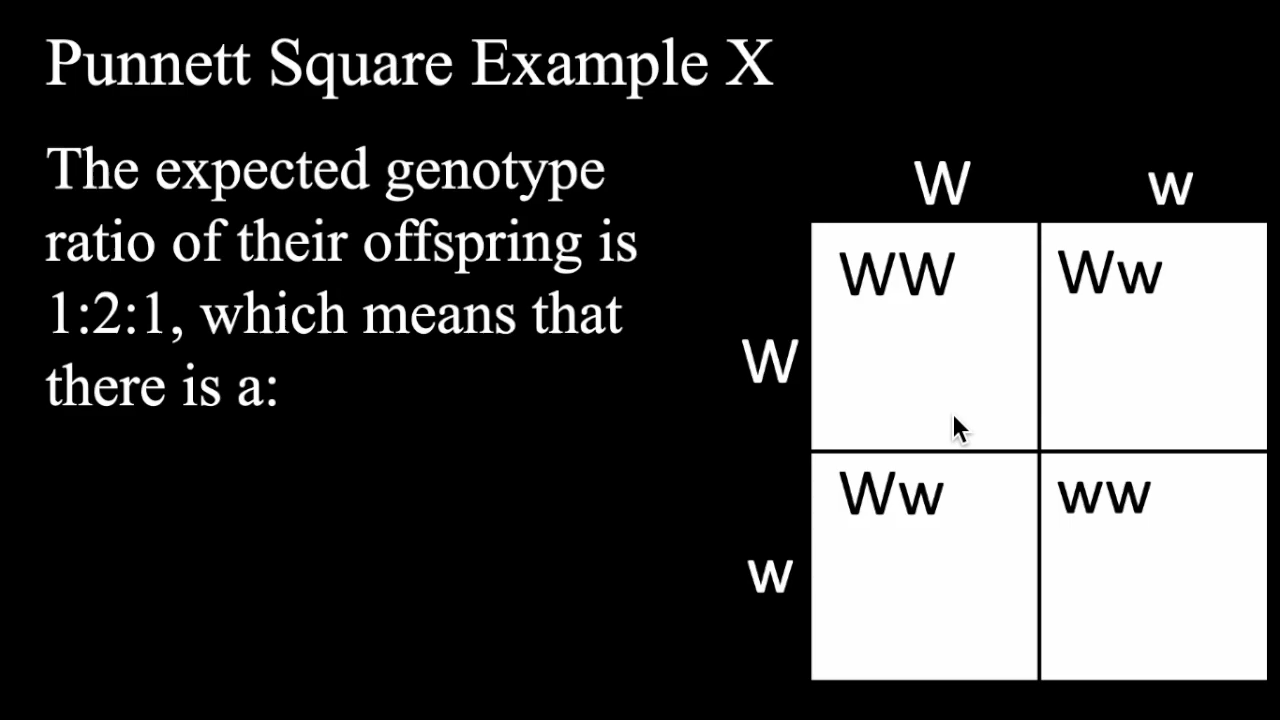 Punnett Square Example X
The expected genotype
ratio of their offspring is
1:2:1, which means that
there is a:
W w
WW Ww
W
Ww ww
w